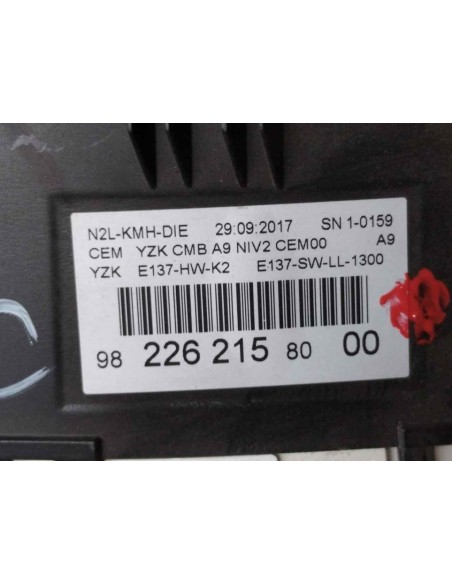 N2L-KMH-DIE 29:09:2017 SN 1-0159
CEM YZK CMB A9 NIV2 CEM00 A9
YZK E137-HW-K2 E137-SW-LL-1300
98 226 215 80 00